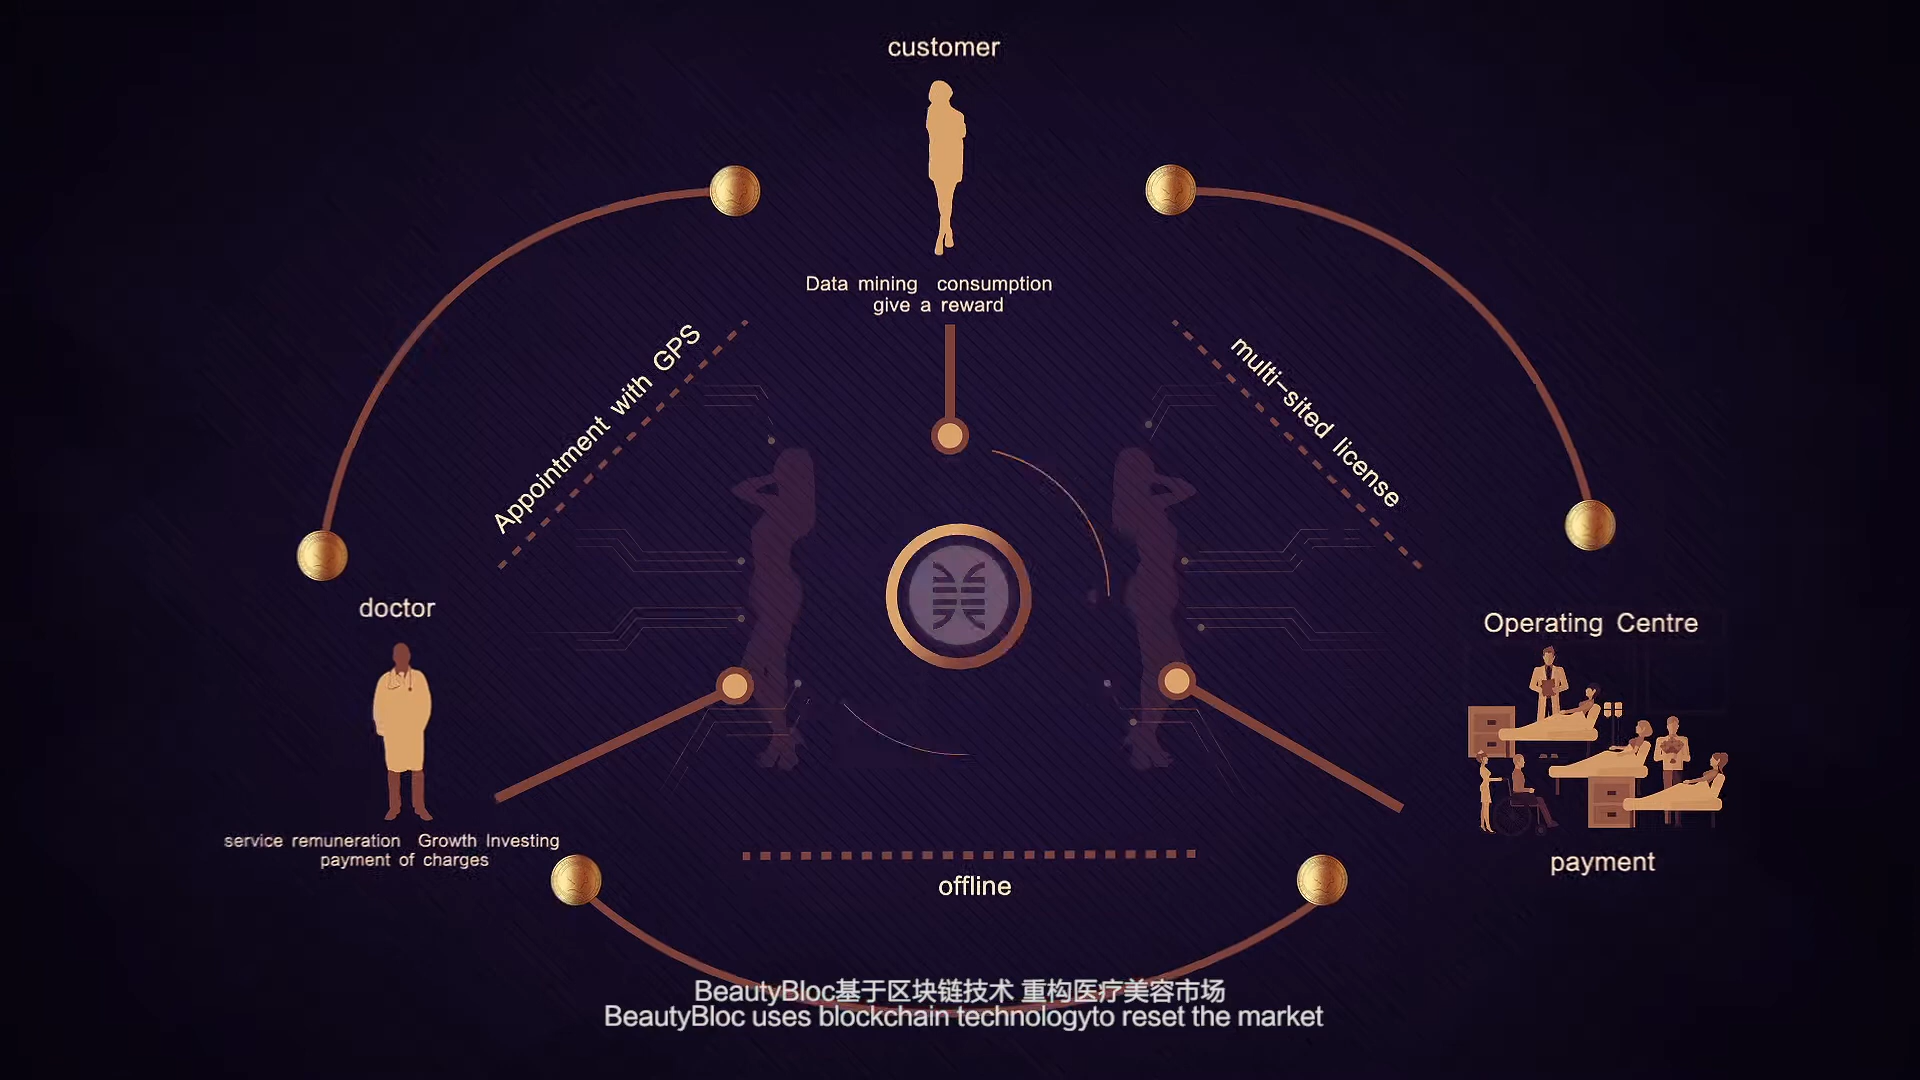 customer
Data mining consumption
give a reward
Appointment with GPS
multi-sited license
doctor
Operating Centre
service remuneration Growth Investing
payment of charges
payment
offline
BeautyBloc基于区块链技术 重构医疗美容市场
BeautyBloc uses blockchain technologyto reset the market